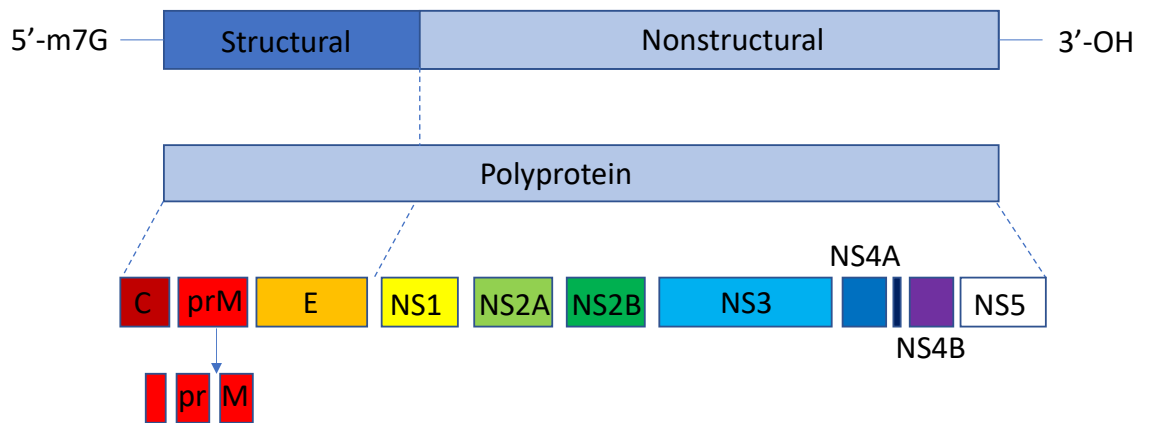 5’-m7G Structural Nonstructural 3’-OH
Polyprotein
NS4A
C prM E NS1 NS2A NS2B NS3 NS5
NS4B
pr M